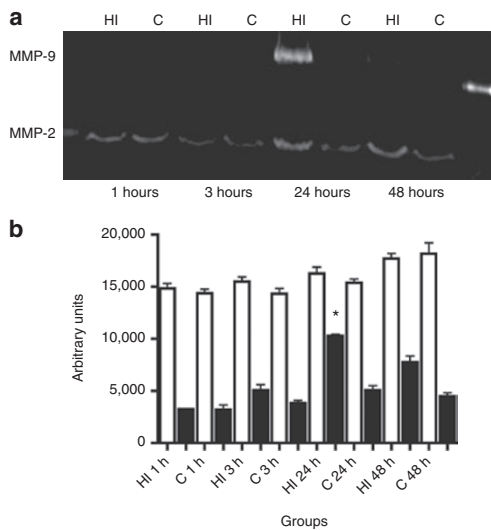 a
HI C HI C HI C HI C
MMP-9
MMP-2
1 hours 3 hours 24 hours 48 hours
b
20,000
15,000
10,000
5,000
0
Arbitrary units
*
HI 1 h C 1 h HI 3 h C 3 h HI 24 h C 24 h HI 48 h C 48 h
Groups